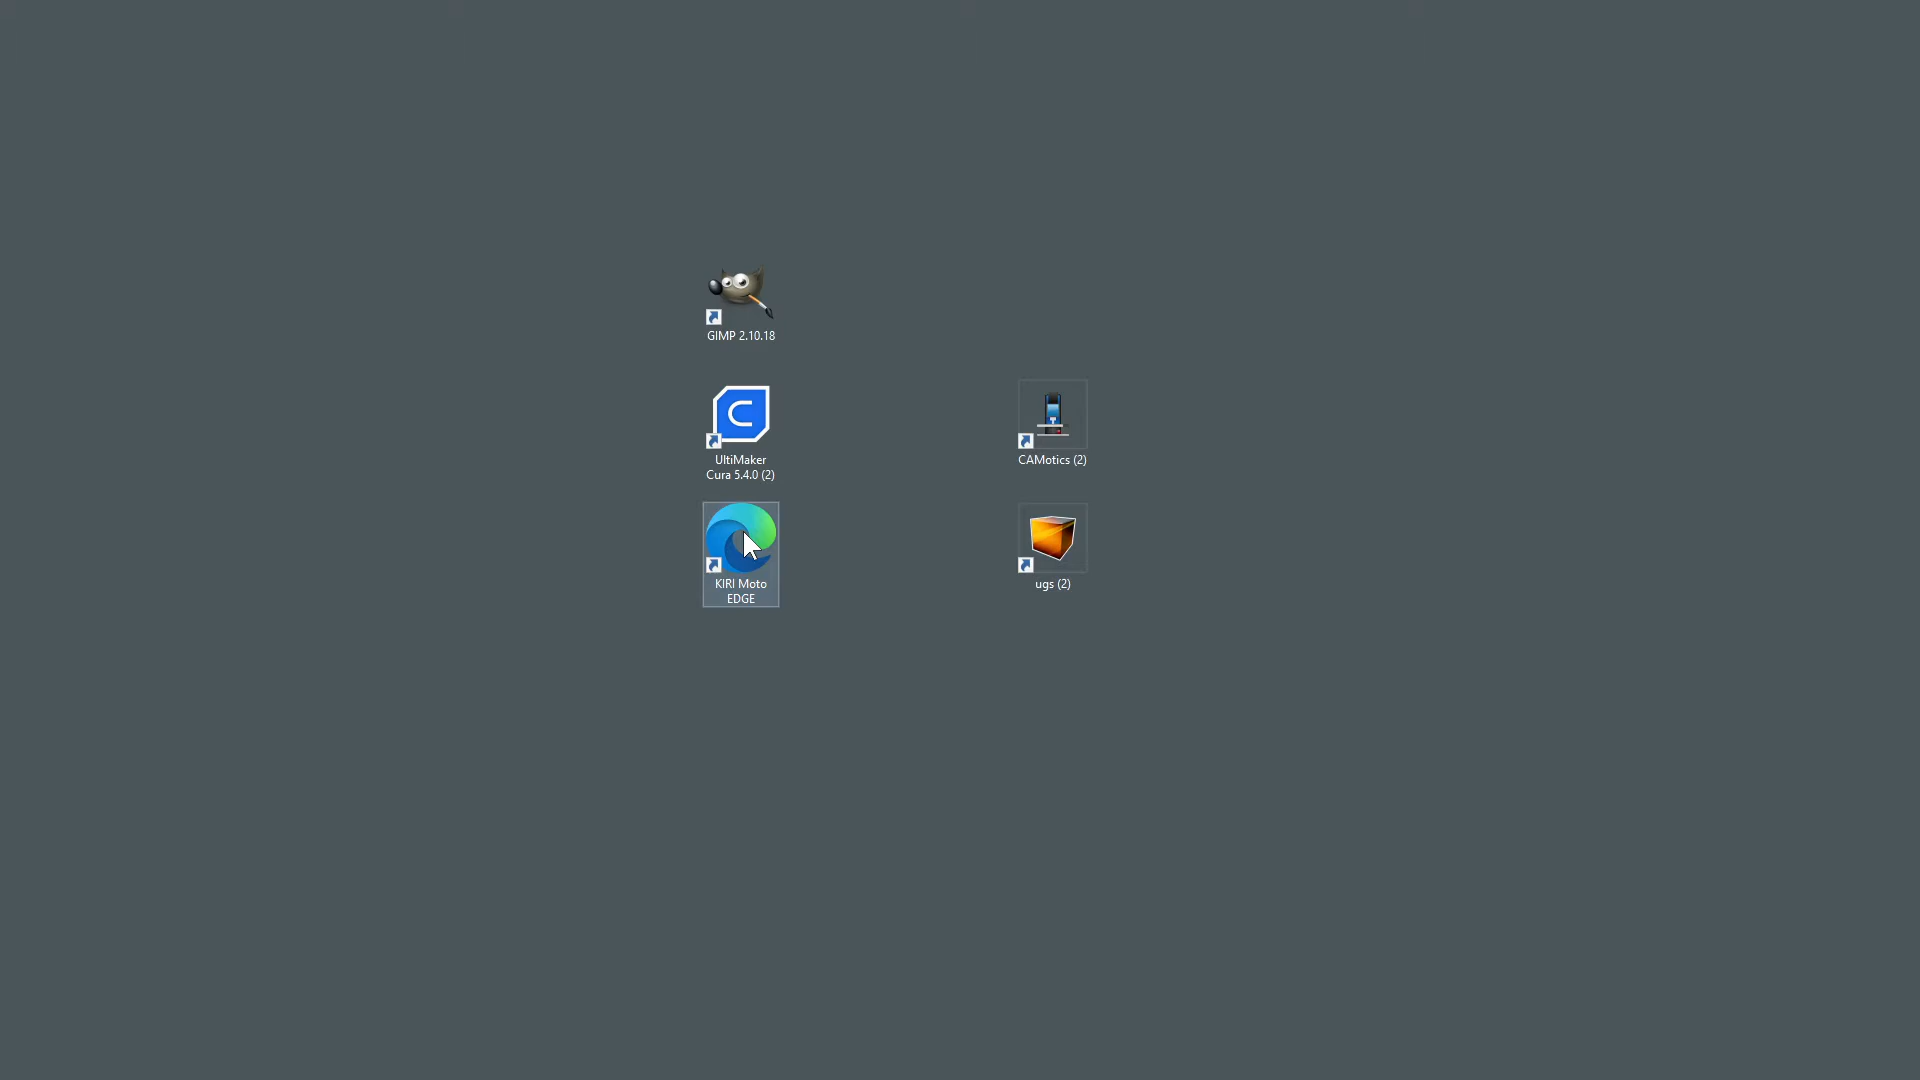 GIMP 2.10.18
UltiMaker
Cura 5.4.0 (2)
CAMotics (2)
KIRI Moto
EDGE
ugs (2)